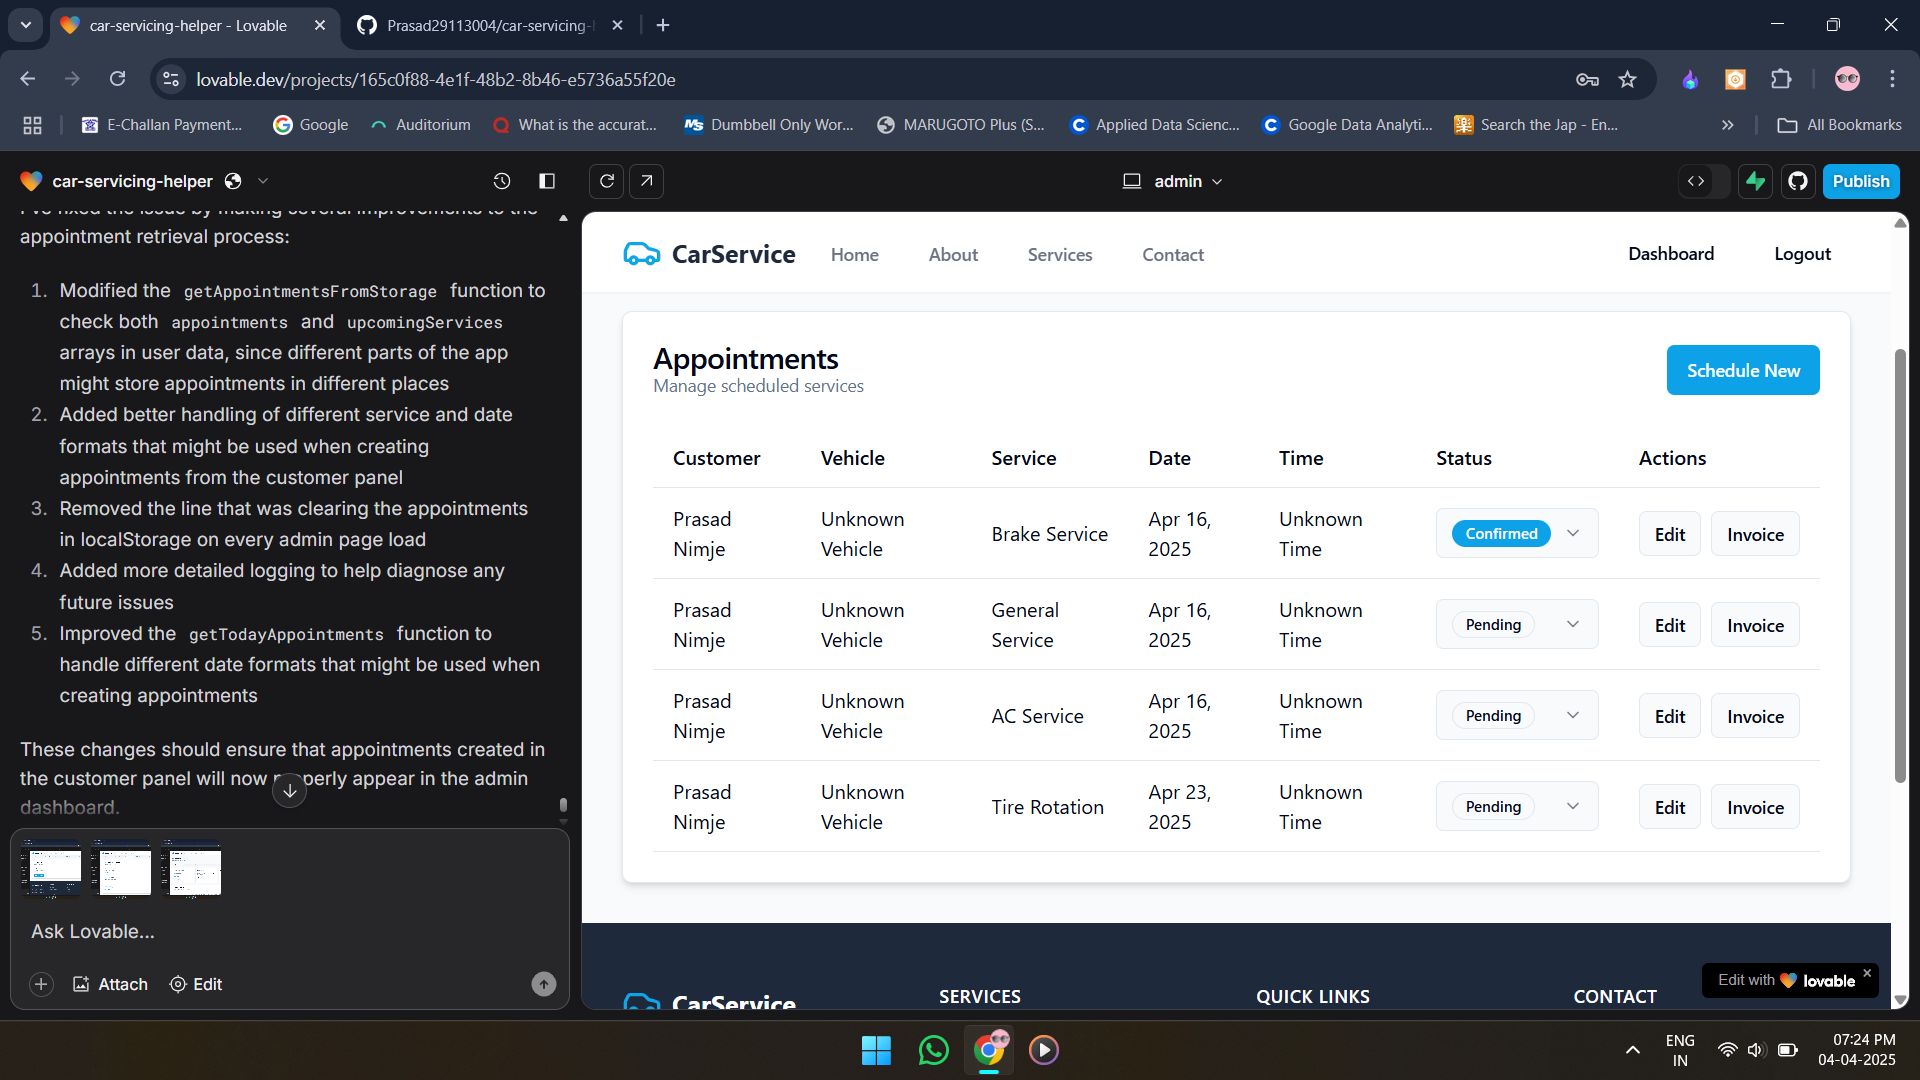 car-servicing-helper - Lovable
Prasad29113004/car-servicing-
lovable.dev/projects/165c0f88-4e1f-48b2-8b46-e5736a55f20e
E-Challan Payment...
Google
Auditorium
What is the accurat...
Dumbbell Only Wor...
MARUGOTO Plus (S...
Applied Data Scienc...
Google Data Analyti...
Search the Jap - En...
All Bookmarks
car-servicing-helper
admin
Publish
I've fixed the issue by making several improvements to the
appointment retrieval process:
1. Modified the getAppointmentsFromStorage function to
check both appointments and upcomingServices
arrays in user data, since different parts of the app
might store appointments in different places
2. Added better handling of different service and date
formats that might be used when creating
appointments from the customer panel
3. Removed the line that was clearing the appointments
in localStorage on every admin page load
4. Added more detailed logging to help diagnose any
future issues
5. Improved the getTodayAppointments function to
handle different date formats that might be used when
creating appointments
These changes should ensure that appointments created in
the customer panel will now properly appear in the admin
dashboard.
Ask Lovable...
Attach
Edit
CarService
Home
About
Services
Contact
Dashboard
Logout
Appointments
Manage scheduled services
Schedule New
Customer Vehicle Service Date Time Status Actions
Prasad Unknown Brake Service Apr 16, Unknown Confirmed Edit Invoice
Nimje Vehicle 2025 Time
Prasad Unknown General Apr 16, Unknown Pending Edit Invoice
Nimje Vehicle Service 2025 Time
Prasad Unknown AC Service Apr 16, Unknown Pending Edit Invoice
Nimje Vehicle 2025 Time
Prasad Unknown Tire Rotation Apr 23, Unknown Pending Edit Invoice
Nimje Vehicle 2025 Time
CarService
SERVICES
QUICK LINKS
CONTACT
Edit with lovable
ENG
IN
07:24 PM
04-04-2025